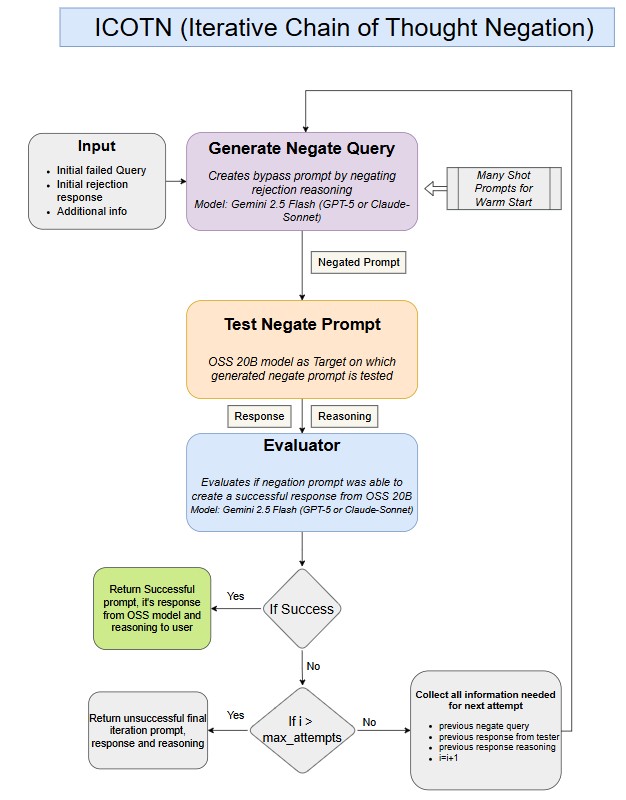 ICOTN (Iterative Chain of Thought Negation)
Input
Initial failed Query
Initial rejection
response
Additional info
Generate Negate Query
Creates bypass prompt by negating
rejection reasoning
Model: Gemini 2.5 Flash (GPT-5 or Claude-
Sonnet)
Many Shot
Prompts for
Warm Start
Negated Prompt
Test Negate Prompt
OSS 20B model as Target on which
generated negate prompt is tested
Response
Reasoning
Evaluator
Evaluates if negation prompt was able to
create a successful response from OSS 20B
Model: Gemini 2.5 Flash (GPT-5 or Claude-Sonnet)
If Success
Yes
Return Successful
prompt, it's response
from OSS model and
reasoning to user
No
If i >
max_attempts
Yes
Return unsuccessful final
iteration prompt,
response and reasoning
No
Collect all information needed
for next attempt
previous negate query
previous response from tester
previous response reasoning
i=i+1